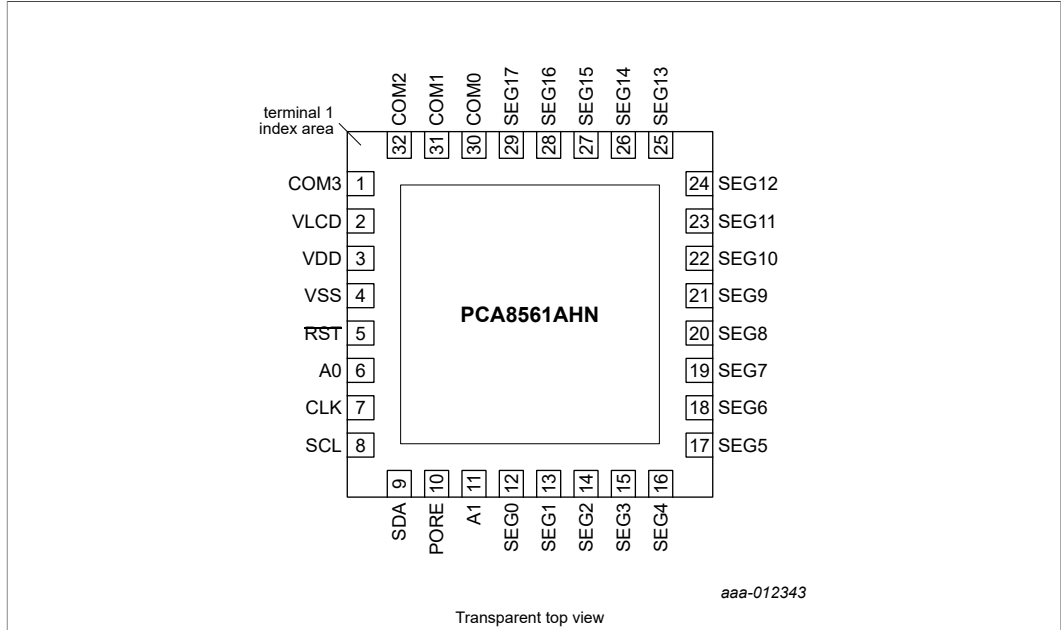 COM2
COM1
COM0
SEG17
SEG16
SEG15
SEG14
SEG13
terminal 1
index area
32
31
30
29
28
27
26
25
COM3 1
VLCD 2
VDD 3
VSS 4
RST 5
A0 6
CLK 7
SCL 8
24 SEG12
23 SEG11
22 SEG10
21 SEG9
20 SEG8
19 SEG7
18 SEG6
17 SEG5
PCA8561AHN
9
10
11
12
13
14
15
16
SDA
PORE
A1
SEG0
SEG1
SEG2
SEG3
SEG4
aaa-012343
Transparent top view